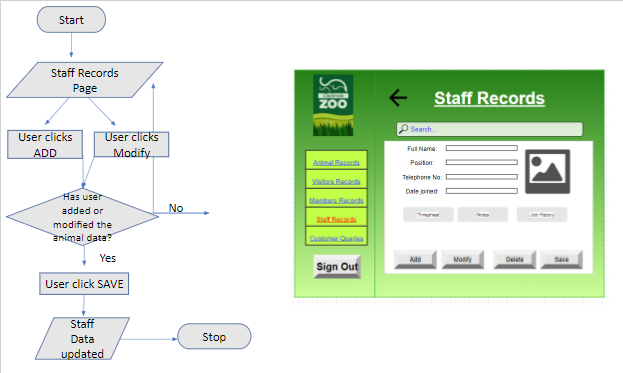 Start
Staff Records
Page
User clicks
ADD
User clicks
Modify
Has user
added or
modified the
animal data?
No
Yes
User click SAVE
Staff
Data
updated
Stop
ZOO
Staff Records
Search...
Animal Records
Visitors Records
Members Records
Staff Records
Customer Queries
Sign Out
Full Name:
Position:
Telephone No:
Date joined:
Timesheet
Notes
Job History
Add
Modify
Delete
Save